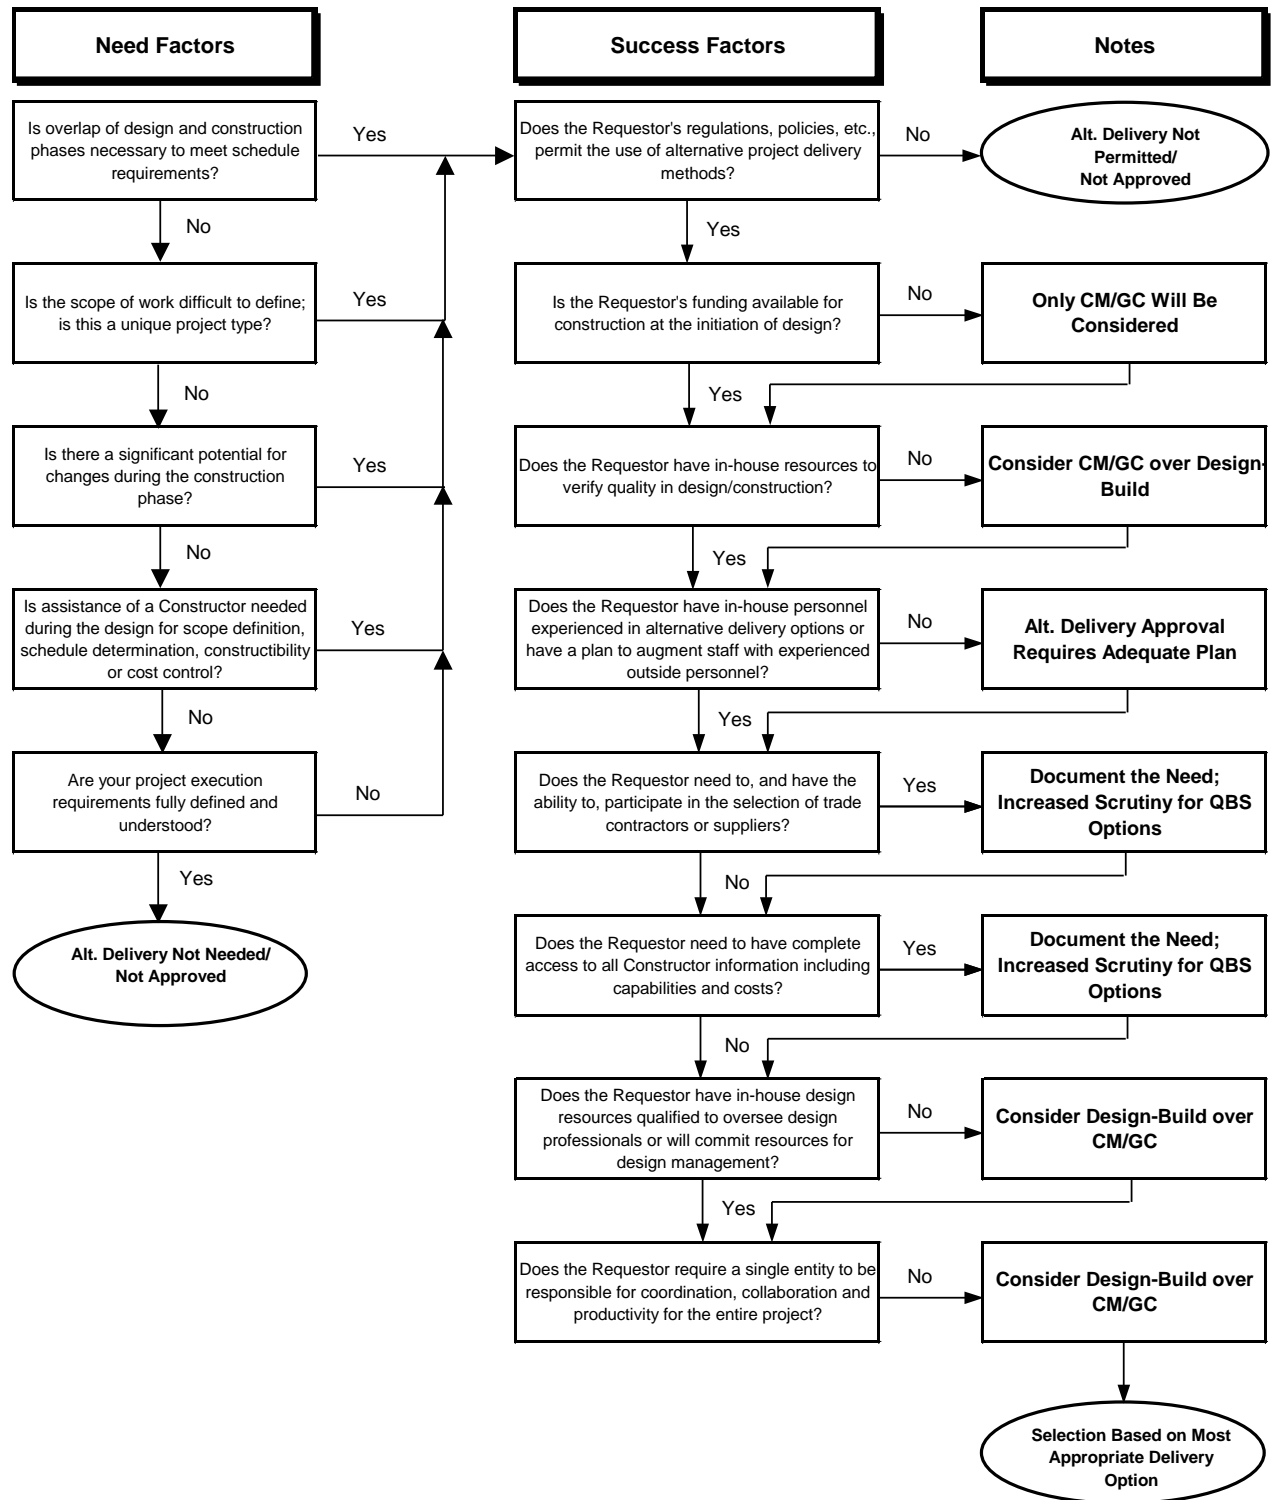 Need Factors
Success Factors
Notes
Is overlap of design and construction
phases necessary to meet schedule
requirements?
Yes
Does the Requestor's regulations, policies, etc.,
permit the use of alternative project delivery
methods?
No
Alt. Delivery Not
Permitted/
Not Approved
No
Yes
Is the scope of work difficult to define;
is this a unique project type?
Yes
Is the Requestor's funding available for
construction at the initiation of design?
No
Only CM/GC Will Be
Considered
No
Yes
Is there a significant potential for
changes during the construction
phase?
Yes
Does the Requestor have in-house resources to
verify quality in design/construction?
No
Consider CM/GC over Design-
Build
No
Yes
Is assistance of a Constructor needed
during the design for scope definition,
schedule determination, constructibility
or cost control?
Yes
Does the Requestor have in-house personnel
experienced in alternative delivery options or
have a plan to augment staff with experienced
outside personnel?
No
Alt. Delivery Approval
Requires Adequate Plan
No
Yes
Are your project execution
requirements fully defined and
understood?
No
Does the Requestor need to, and have the
ability to, participate in the selection of trade
contractors or suppliers?
Yes
Document the Need;
Increased Scrutiny for QBS
Options
Yes
No
Alt. Delivery Not Needed/
Not Approved
Does the Requestor need to have complete
access to all Constructor information including
capabilities and costs?
Yes
Document the Need;
Increased Scrutiny for QBS
Options
No
Does the Requestor have in-house design
resources qualified to oversee design
professionals or will commit resources for
design management?
No
Consider Design-Build over
CM/GC
Yes
Does the Requestor require a single entity to be
responsible for coordination, collaboration and
productivity for the entire project?
No
Consider Design-Build over
CM/GC
Selection Based on Most
Appropriate Delivery
Option